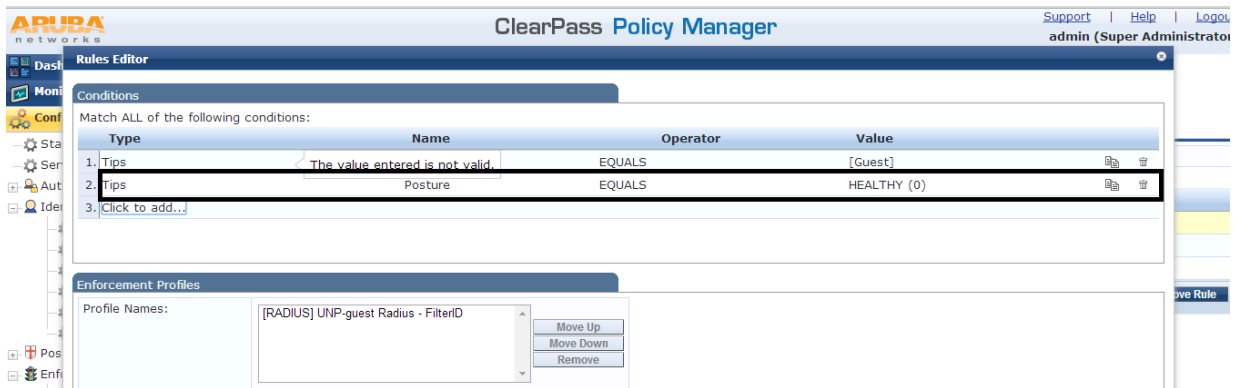 ARUBA networks ClearPass Policy Manager Support | Help | Logou
admin (Super Administrator
Dash Rules Editor
Moni Conditions
Conf Match ALL of the following conditions:
Sta Type Name Operator Value
Ser 1. Tips The value entered is not valid. EQUALS [Guest]
Aut 2. Tips Posture EQUALS HEALTHY (0)
Iden 3. Click to add...
Enforcement Profiles
Profile Names: [RADIUS] UNP-guest Radius - FilterID
Move Up
Move Down
Remove
ove Rule
Pos
Enfo